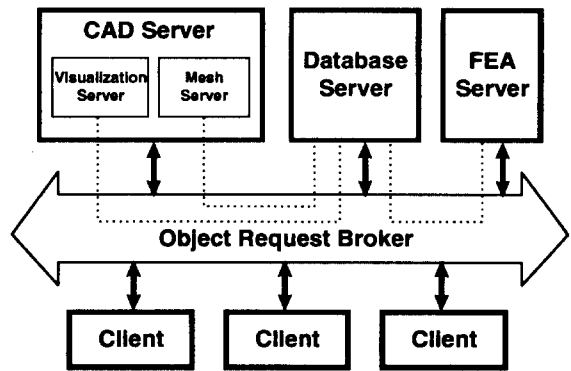 CAD Server
Visualization
Server
Mesh
Server
Database
Server
FEA
Server
Object Request Broker
Client
Client
Client